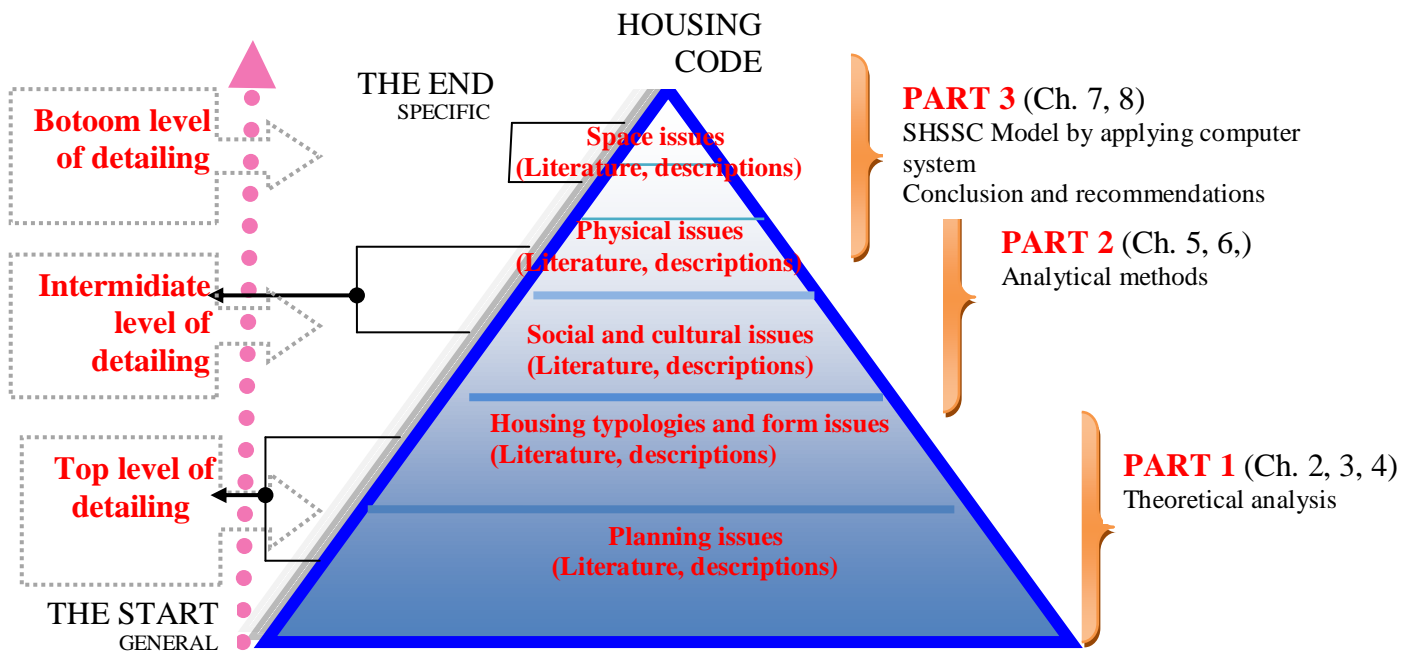 HOUSING
CODE
THE END
SPECIFIC
Botoom level
of detailing
Intermidiate
level of
detailing
Top level of
detailing
THE START
GENERAL
Space issues
(Literature, descriptions)
Physical issues
(Literature, descriptions)
Social and cultural issues
(Literature, descriptions)
Housing typologies and form issues
(Literature, descriptions)
Planning issues
(Literature, descriptions)
PART 3 (Ch. 7, 8)
SHSSC Model by applying computer
system
Conclusion and recommendations
PART 2 (Ch. 5, 6,)
Analytical methods
PART 1 (Ch. 2, 3, 4)
Theoretical analysis